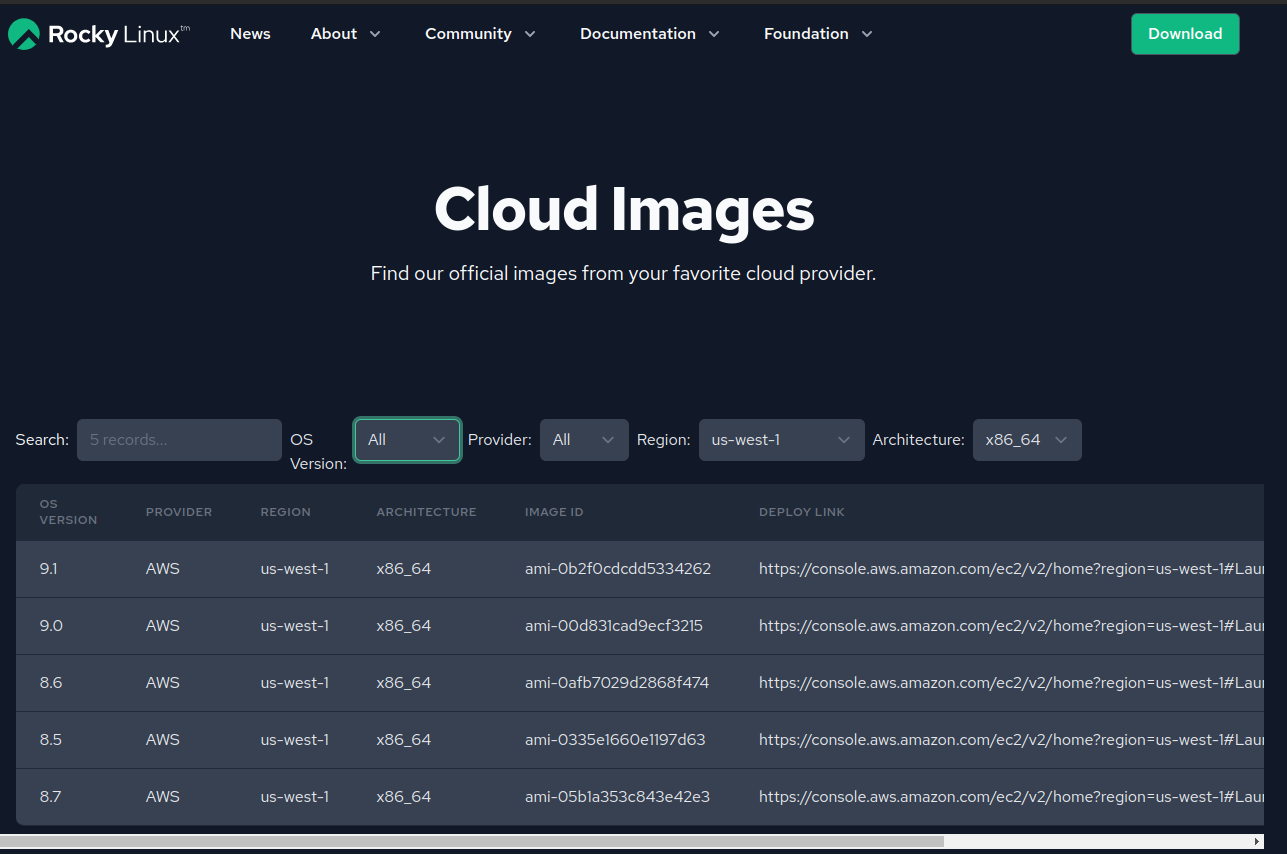 Rocky Linux™ News About Community Documentation Foundation Download
Cloud Images
Find our official images from your favorite cloud provider.
Search: 5 records... OS Version: All Provider: All Region: us-west-1 Architecture: x86_64
OS VERSION PROVIDER REGION ARCHITECTURE IMAGE ID DEPLOY LINK
9.1 AWS us-west-1 x86_64 ami-0b2f0cdcdd5334262 https://console.aws.amazon.com/ec2/v2/home?region=us-west-1#Lau
9.0 AWS us-west-1 x86_64 ami-00d831cad9ecf3215 https://console.aws.amazon.com/ec2/v2/home?region=us-west-1#Lau
8.6 AWS us-west-1 x86_64 ami-0afb7029d2868f474 https://console.aws.amazon.com/ec2/v2/home?region=us-west-1#Lau
8.5 AWS us-west-1 x86_64 ami-0335e1660e1197d63 https://console.aws.amazon.com/ec2/v2/home?region=us-west-1#Lau
8.7 AWS us-west-1 x86_64 ami-05b1a353c843e42e3 https://console.aws.amazon.com/ec2/v2/home?region=us-west-1#Lau